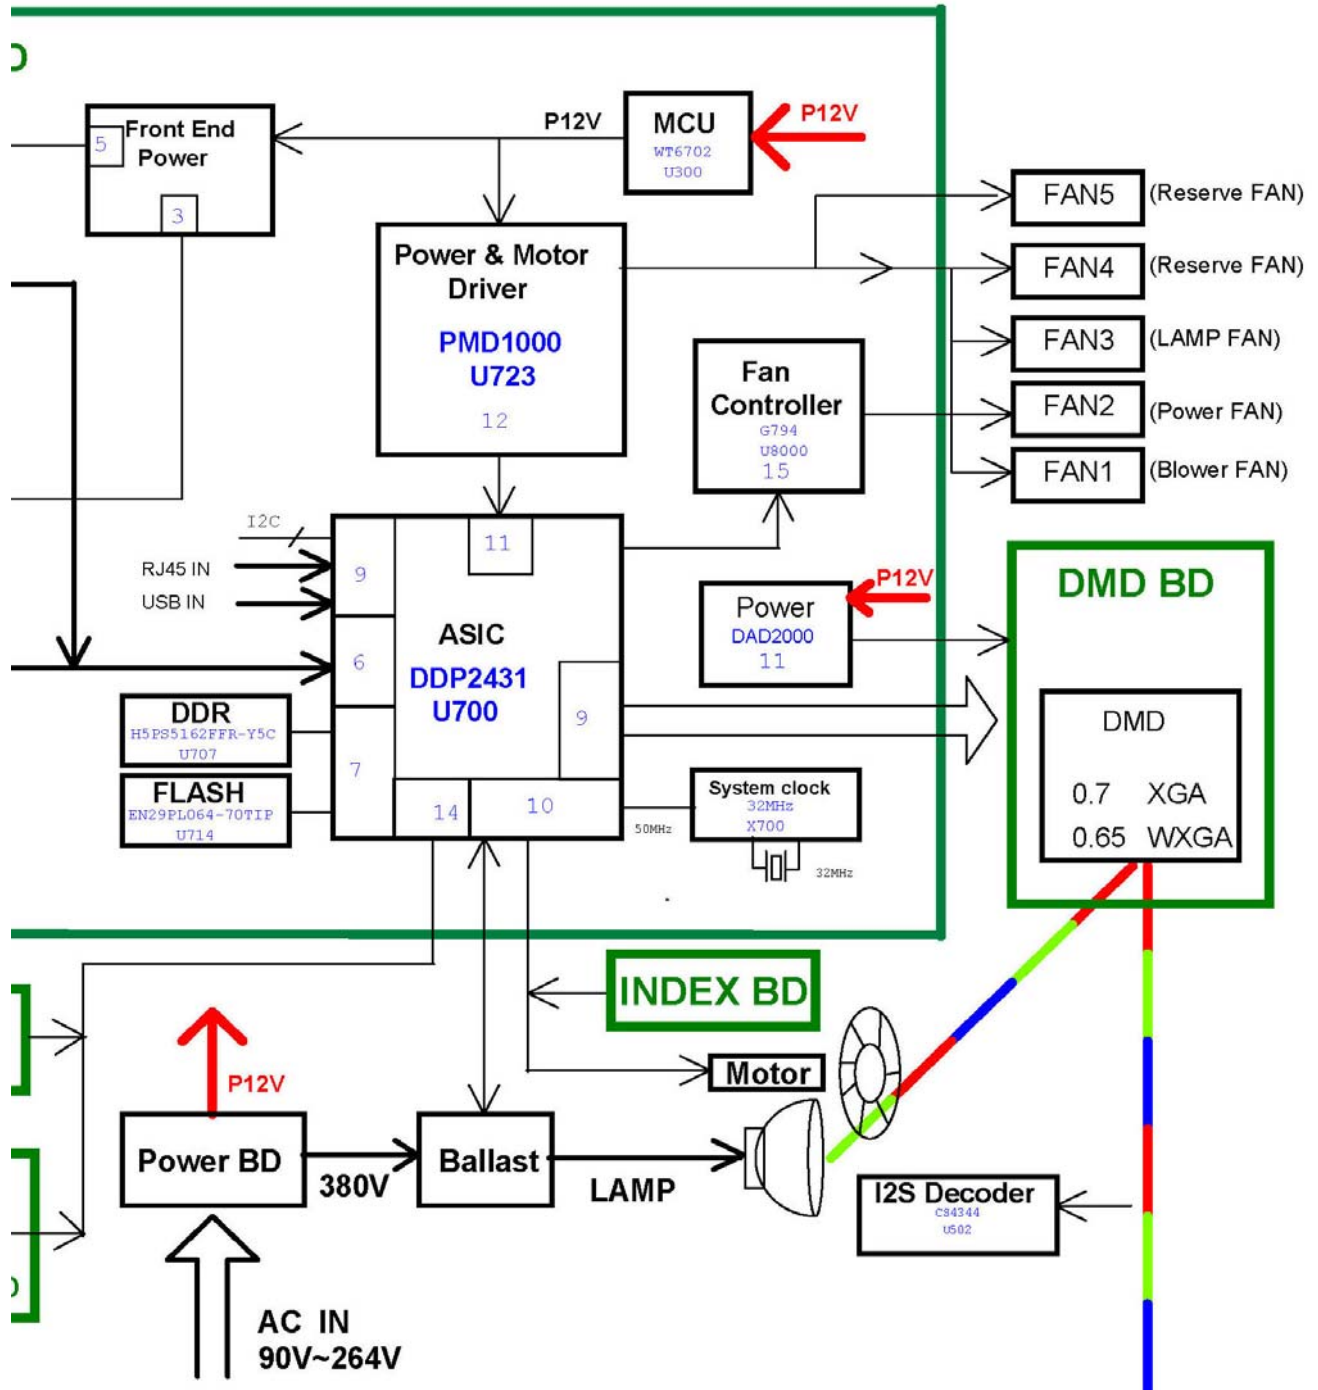 Front End
Power
5
3
P12V
MCU
WT6702
U300
P12V
FAN5
(Reserve FAN)
FAN4
(Reserve FAN)
FAN3
(LAMP FAN)
FAN2
(Power FAN)
FAN1
(Blower FAN)
Power & Motor
Driver
PMD1000
U723
12
Fan
Controller
G794
U8000
15
I2C
RJ45 IN
USB IN
9
11
6
ASIC
DDP2431
U700
9
7
14
10
Power
DAD2000
11
P12V
DMD BD
DMD
0.7 XGA
0.65 WXGA
DDR
H5PS5162FFR-Y5C
U707
FLASH
EN29PL064-70TIP
U714
System clock
32MHz
X700
50MHz
32MHz
INDEX BD
Motor
P12V
Power BD
380V
Ballast
LAMP
I2S Decoder
CS4344
U502
AC IN
90V~264V